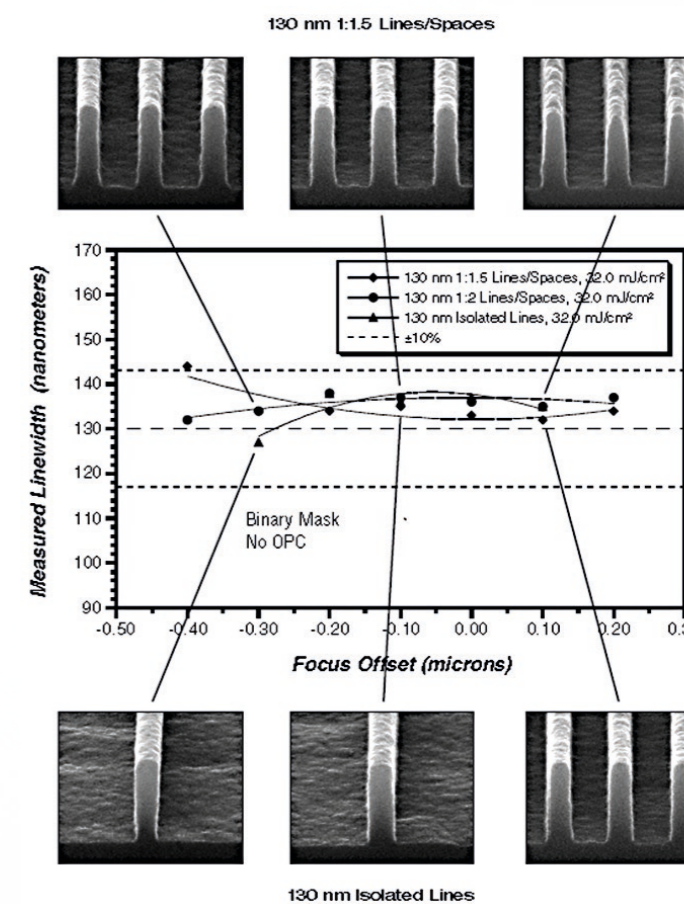 130 nm 1:1.5 Lines/Spaces
Measured Linewidth (nanometers)
170
160
150
140
130
120
110
100
90
130 nm 1:1.5 Lines/Spaces, 32.0 mJ/cm²
130 nm 1:2 Lines/Spaces, 32.0 mJ/cm²
130 nm Isolated Lines, 32.0 mJ/cm²
±10%
Binary Mask
No OPC
-0.50 -0.40 -0.30 -0.20 -0.10 0.00 0.10 0.20
Focus Offset (microns)
130 nm Isolated Lines